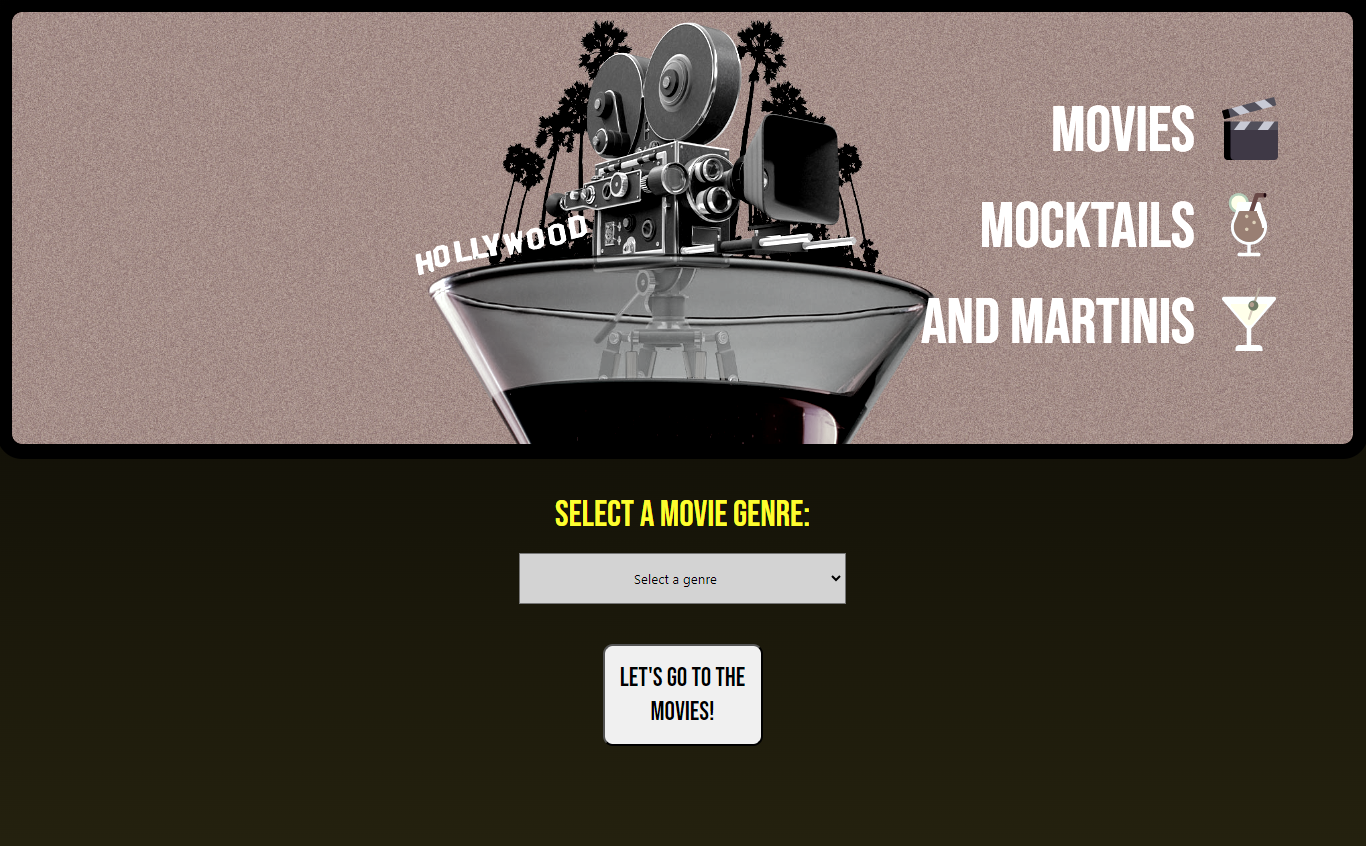 HOLLYWOOD
MOVIES
MOCKTAILS
AND MARTINIS
SELECT A MOVIE GENRE:
Select a genre
LET'S GO TO THE
MOVIES!